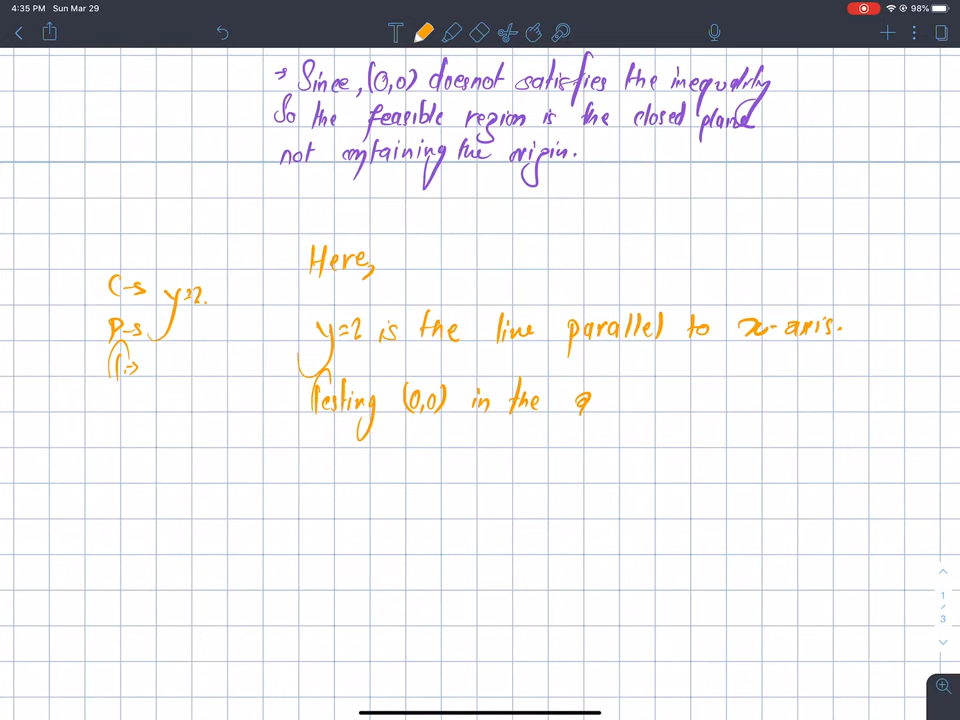 4:35 PM Sun Mar 29
98%
→ Since, (0,0) doesnot satisfies the inequality
So the feasible region is the closed plane
not containing the origin.
Here,
C→
y=2.
P→
T→
y=2 is the line parallel to x-axis.
Testing (0,0) in the
1
/
3